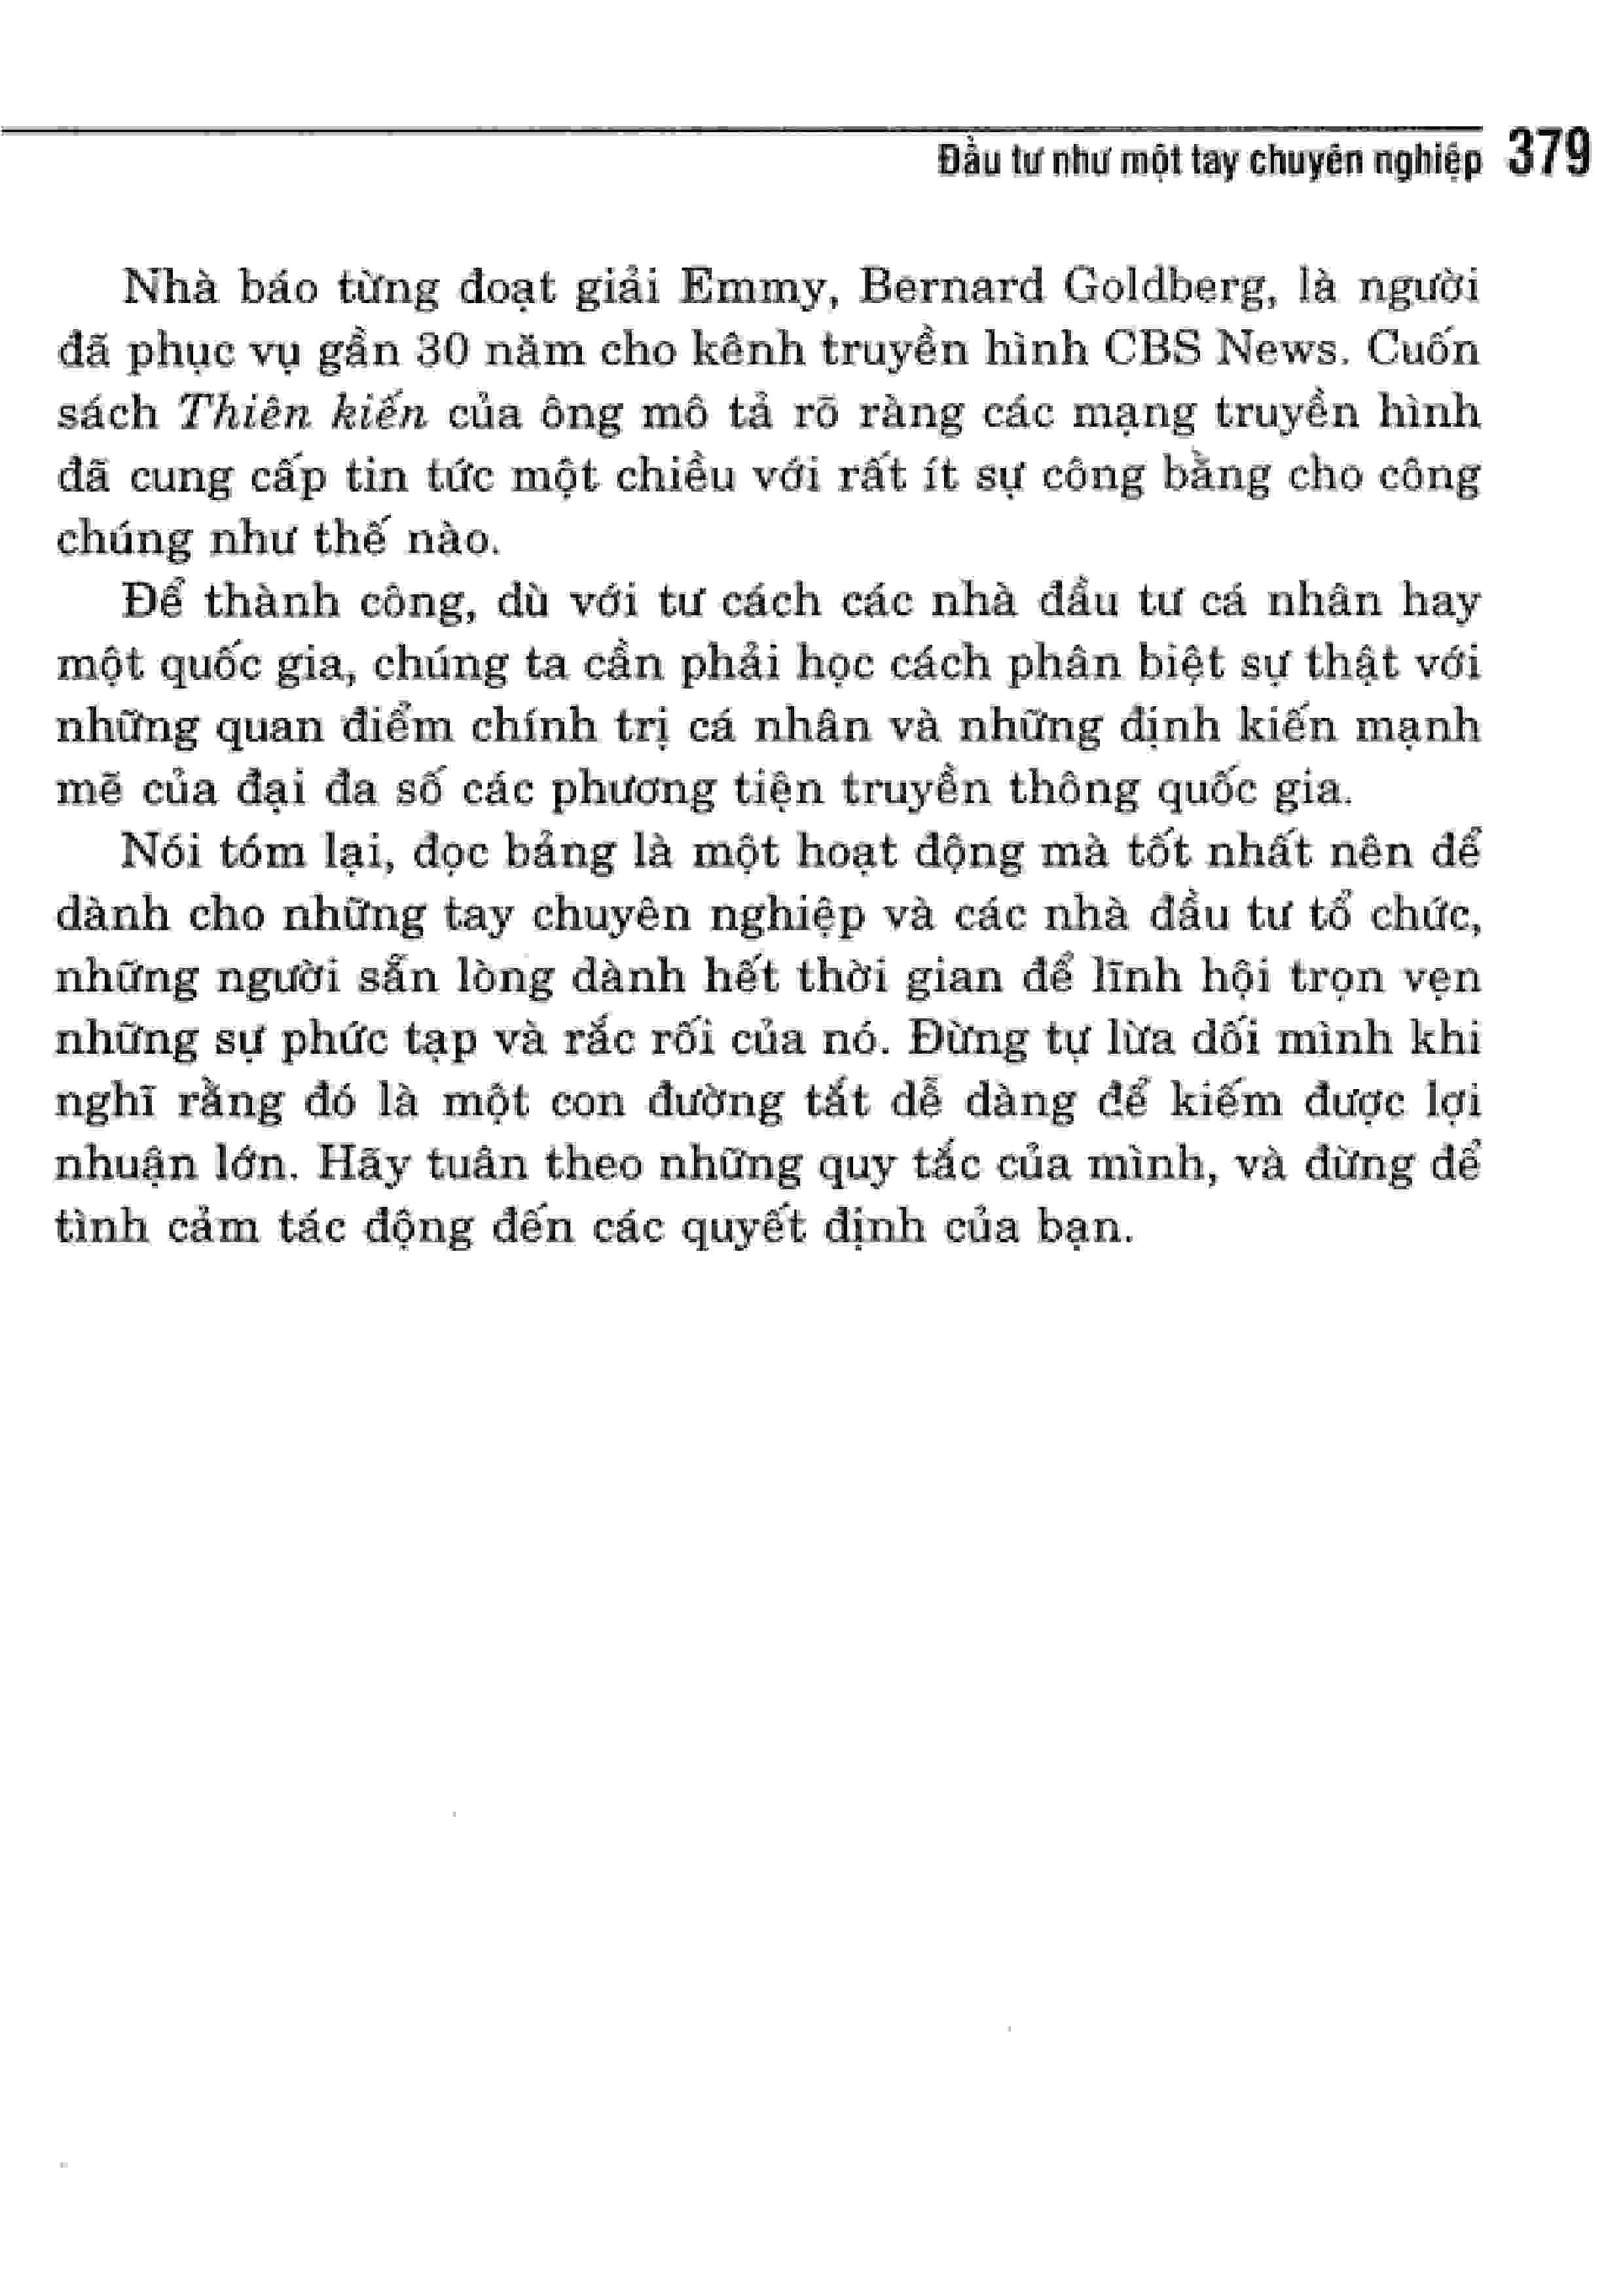 Đầu tư như một tay chuyên nghiệp 379
Nhà báo từng đoạt giải Emmy, Bernard Goldberg, là người
đã phục vụ gần 30 năm cho kênh truyền hình CBS News. Cuốn
sách Thiên kiến của ông mô tả rõ ràng các mạng truyền hình
đã cung cấp tin tức một chiều với rất ít sự công bằng cho công
chúng như thế nào.
Để thành công, dù với tư cách các nhà đầu tư cá nhân hay
một quốc gia, chúng ta cần phải học cách phân biệt sự thật với
những quan điểm chính trị cá nhân và những định kiến mạnh
mẽ của đại đa số các phương tiện truyền thông quốc gia.
Nói tóm lại, đọc bảng là một hoạt động mà tốt nhất nên để
dành cho những tay chuyên nghiệp và các nhà đầu tư tổ chức,
những người sẵn lòng dành hết thời gian để lĩnh hội trọn vẹn
những sự phức tạp và rắc rối của nó. Đừng tự lừa dối mình khi
nghĩ rằng đó là một con đường tắt dễ dàng để kiếm được lợi
nhuận lớn. Hãy tuân theo những quy tắc của mình, và đừng để
tình cảm tác động đến các quyết định của bạn.